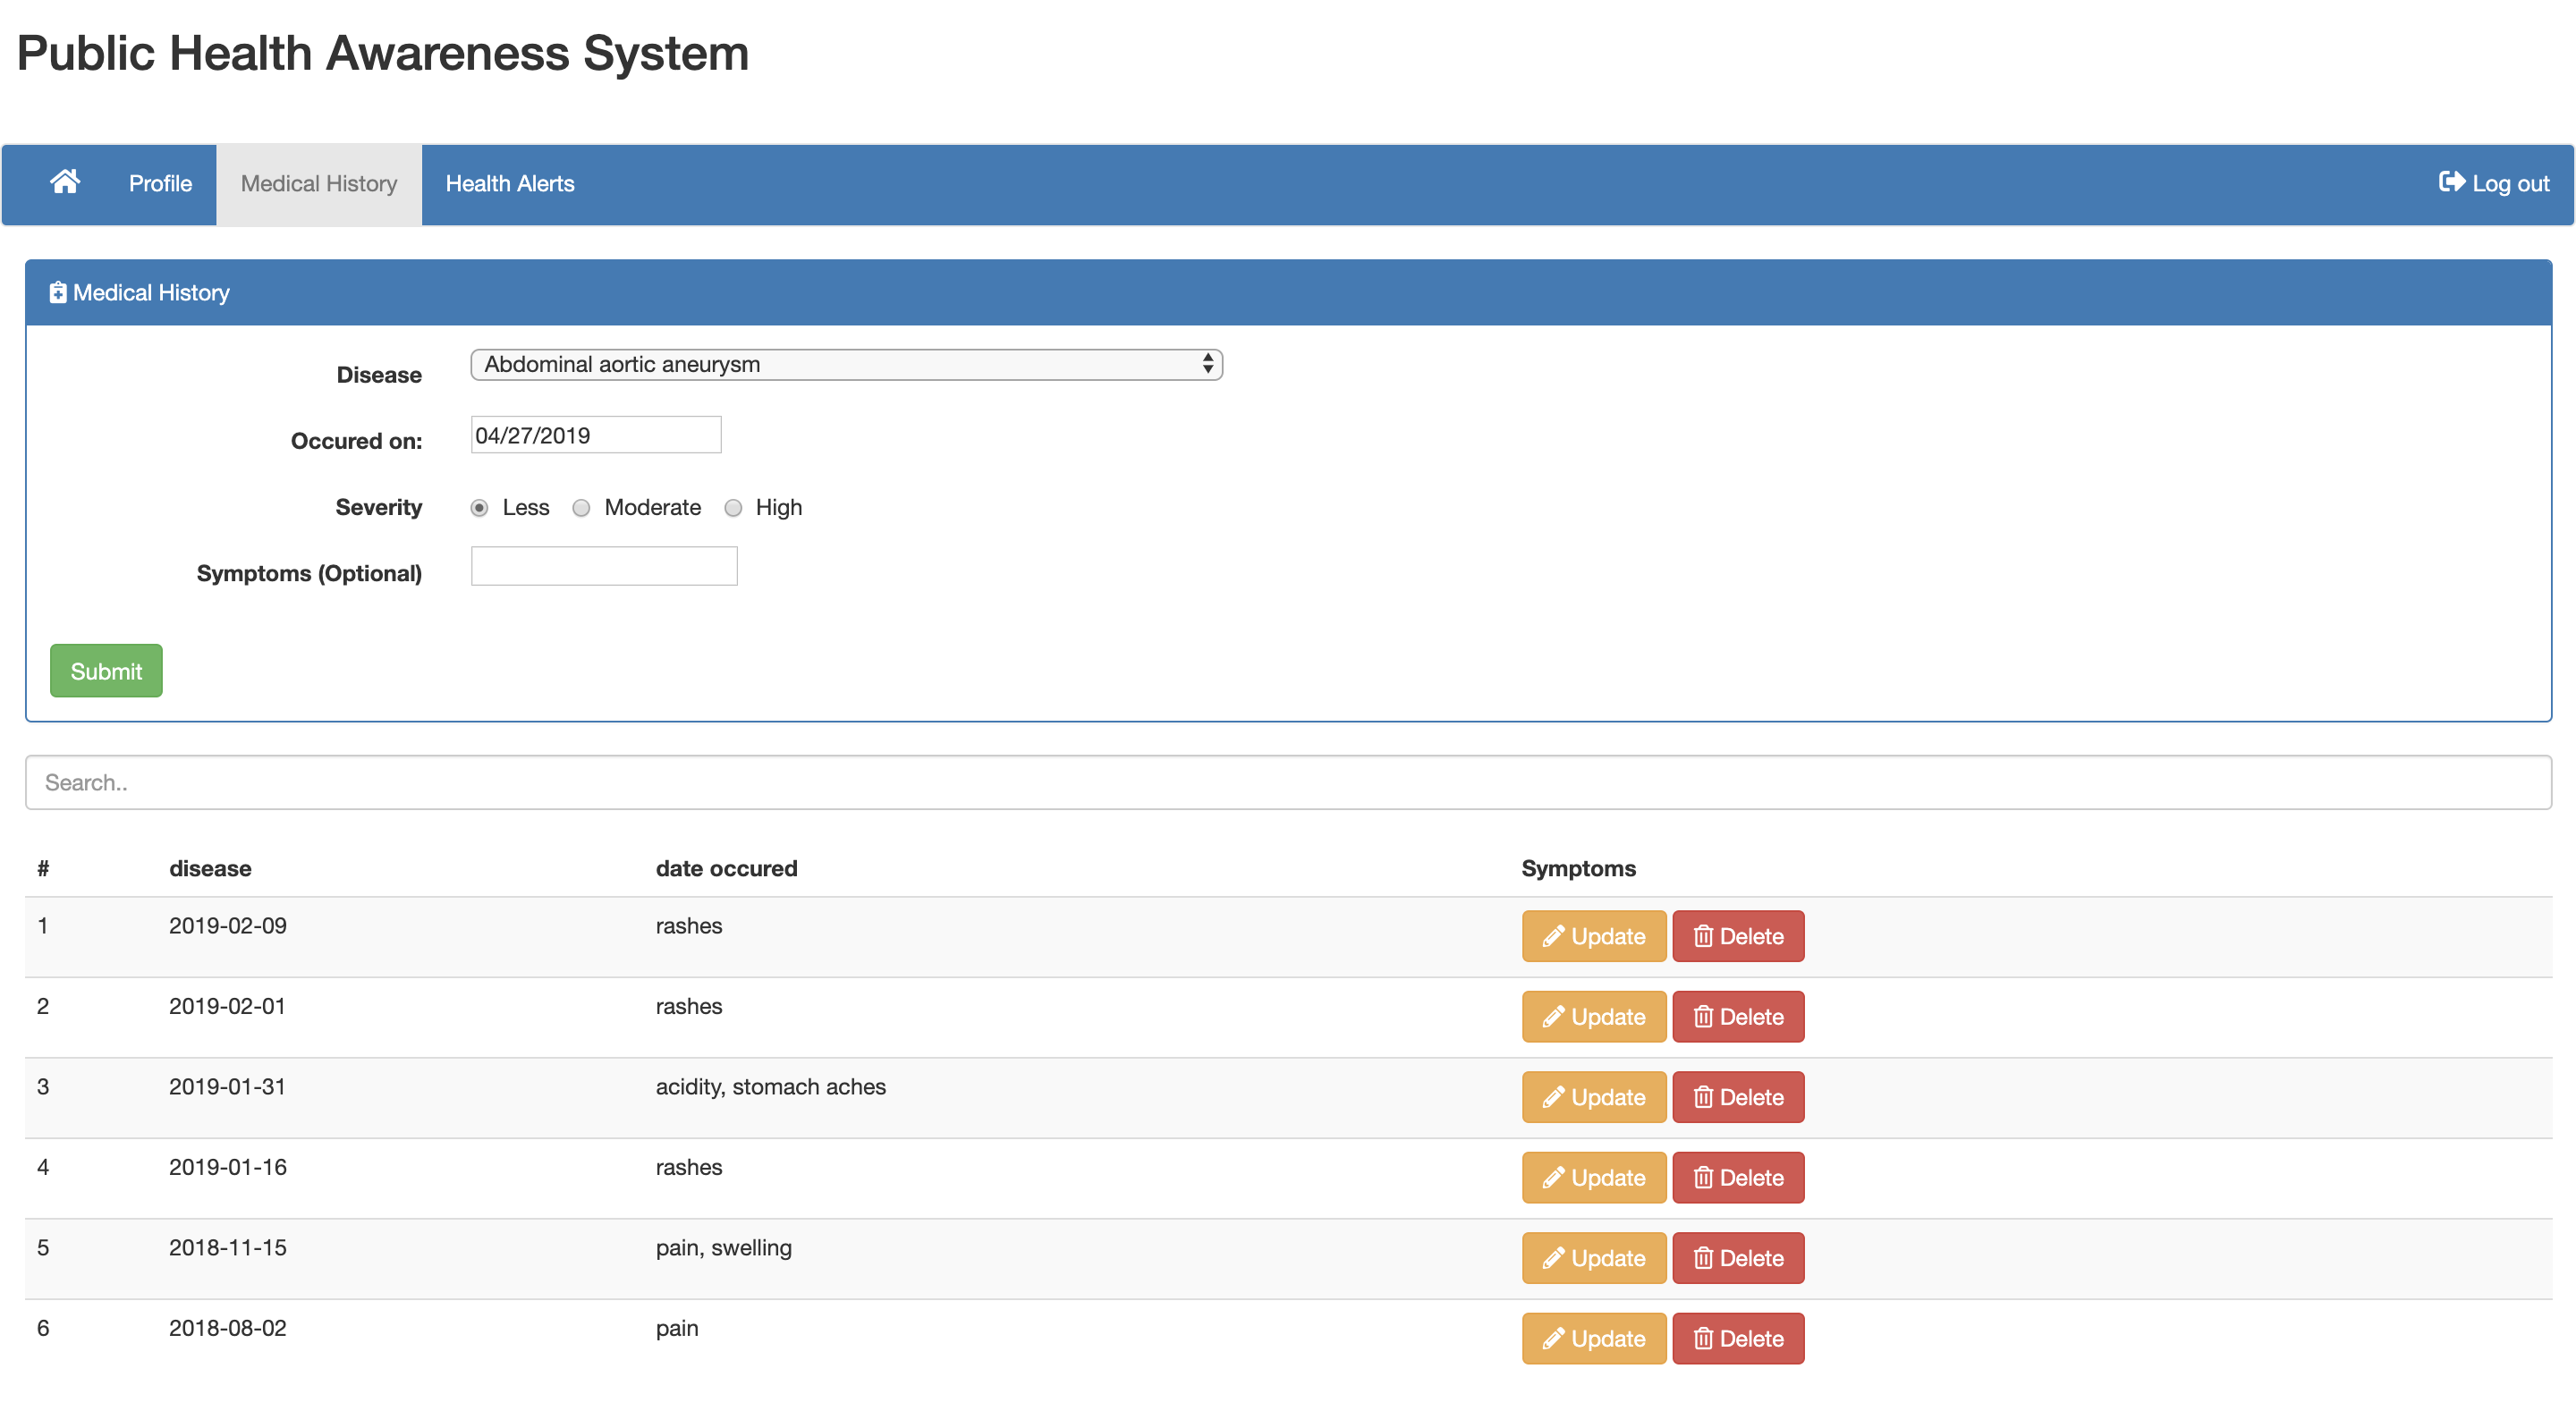 Public Health Awareness System
Profile Medical History Health Alerts Log out
Medical History
Disease Abdominal aortic aneurysm
Occured on: 04/27/2019
Severity Less Moderate High
Symptoms (Optional)
Submit
Search..
# disease date occured Symptoms
1 2019-02-09 rashes Update Delete
2 2019-02-01 rashes Update Delete
3 2019-01-31 acidity, stomach aches Update Delete
4 2019-01-16 rashes Update Delete
5 2018-11-15 pain, swelling Update Delete
6 2018-08-02 pain Update Delete